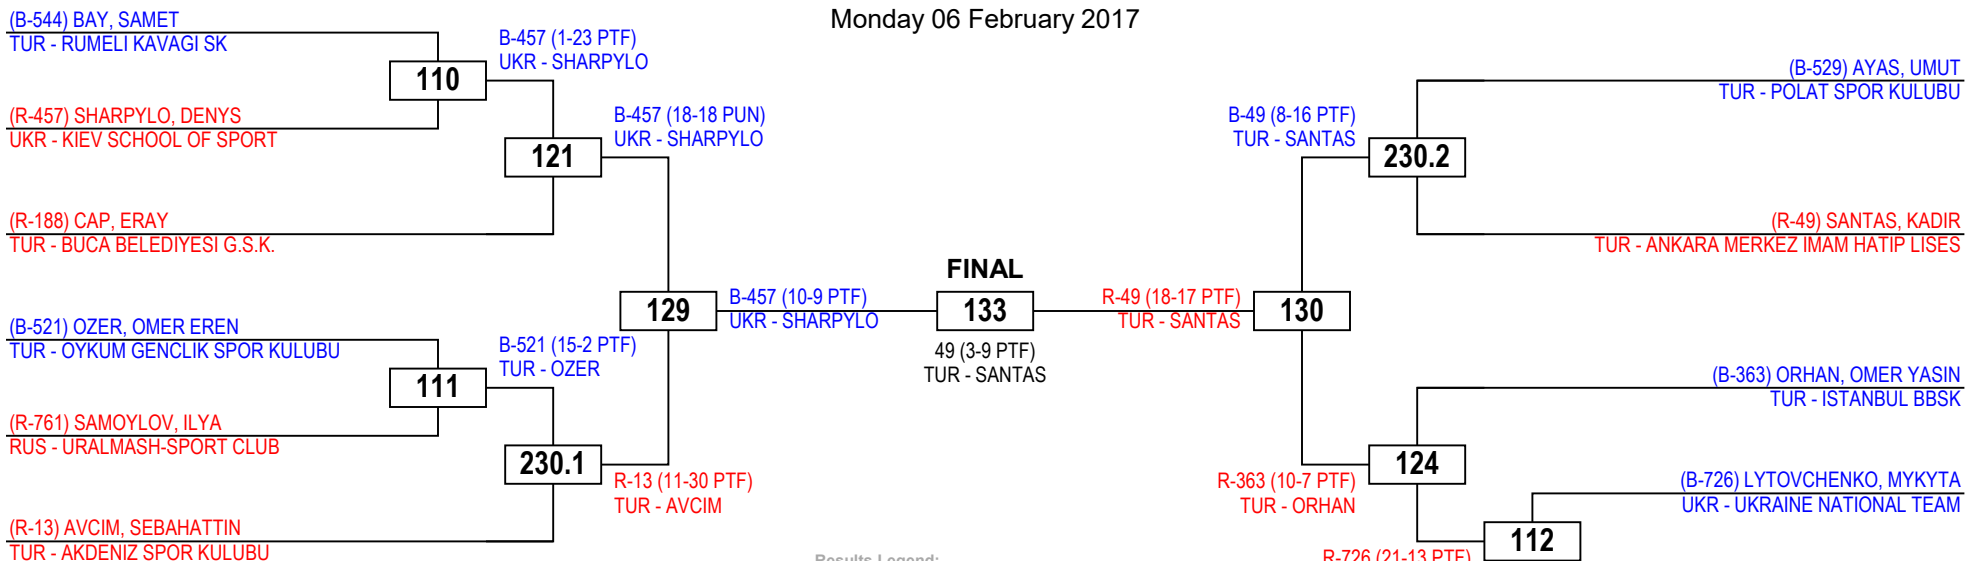 Monday 06 February 2017
(B-544) BAY, SAMET
TUR - RUMELI KAVAGI SK
B-457 (1-23 PTF)
UKR - SHARPYLO
110
(R-457) SHARPYLO, DENYS
UKR - KIEV SCHOOL OF SPORT
B-457 (18-18 PUN)
UKR - SHARPYLO
121
(R-188) CAP, ERAY
TUR - BUCA BELEDIYESI G.S.K.
129
B-457 (10-9 PTF)
UKR - SHARPYLO
(B-521) OZER, OMER EREN
TUR - OYKUM GENCLIK SPOR KULUBU
B-521 (15-2 PTF)
TUR - OZER
111
(R-761) SAMOYLOV, ILYA
RUS - URALMASH-SPORT CLUB
230.1
R-13 (11-30 PTF)
TUR - AVCIM
(R-13) AVCIM, SEBAHATTIN
TUR - AKDENIZ SPOR KULUBU
FINAL
133
49 (3-9 PTF)
TUR - SANTAS
(B-529) AYAS, UMUT
TUR - POLAT SPOR KULUBU
B-49 (8-16 PTF)
TUR - SANTAS
230.2
(R-49) SANTAS, KADIR
TUR - ANKARA MERKEZ IMAM HATIP LISES
R-49 (18-17 PTF)
TUR - SANTAS
130
(B-363) ORHAN, OMER YASIN
TUR - ISTANBUL BBSK
124
R-363 (10-7 PTF)
TUR - ORHAN
(B-726) LYTOVCHENKO, MYKYTA
UKR - UKRAINE NATIONAL TEAM
112
R-726 (21-13 PTF)
Results Legend: